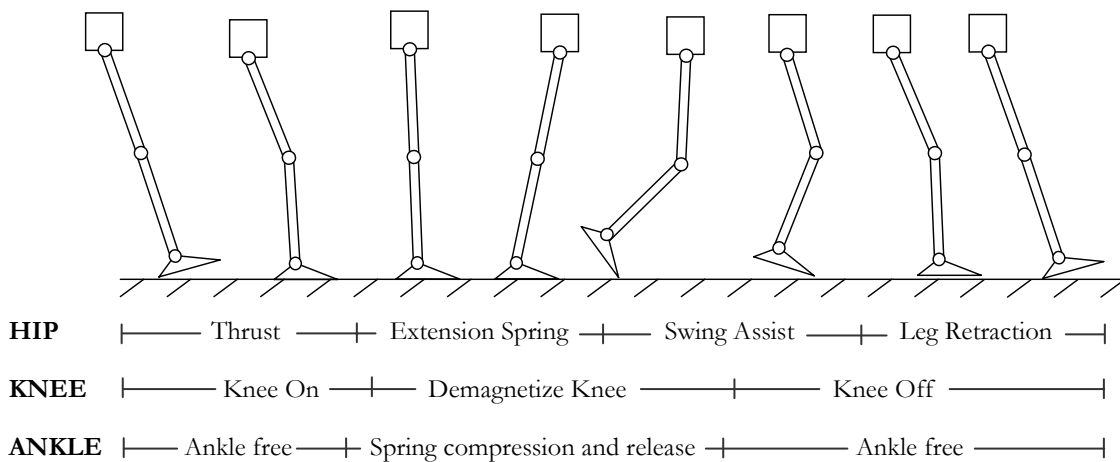 HIP Thrust Extension Spring Swing Assist Leg Retraction
KNEE Knee On Demagnetize Knee Knee Off
ANKLE Ankle free Spring compression and release Ankle free